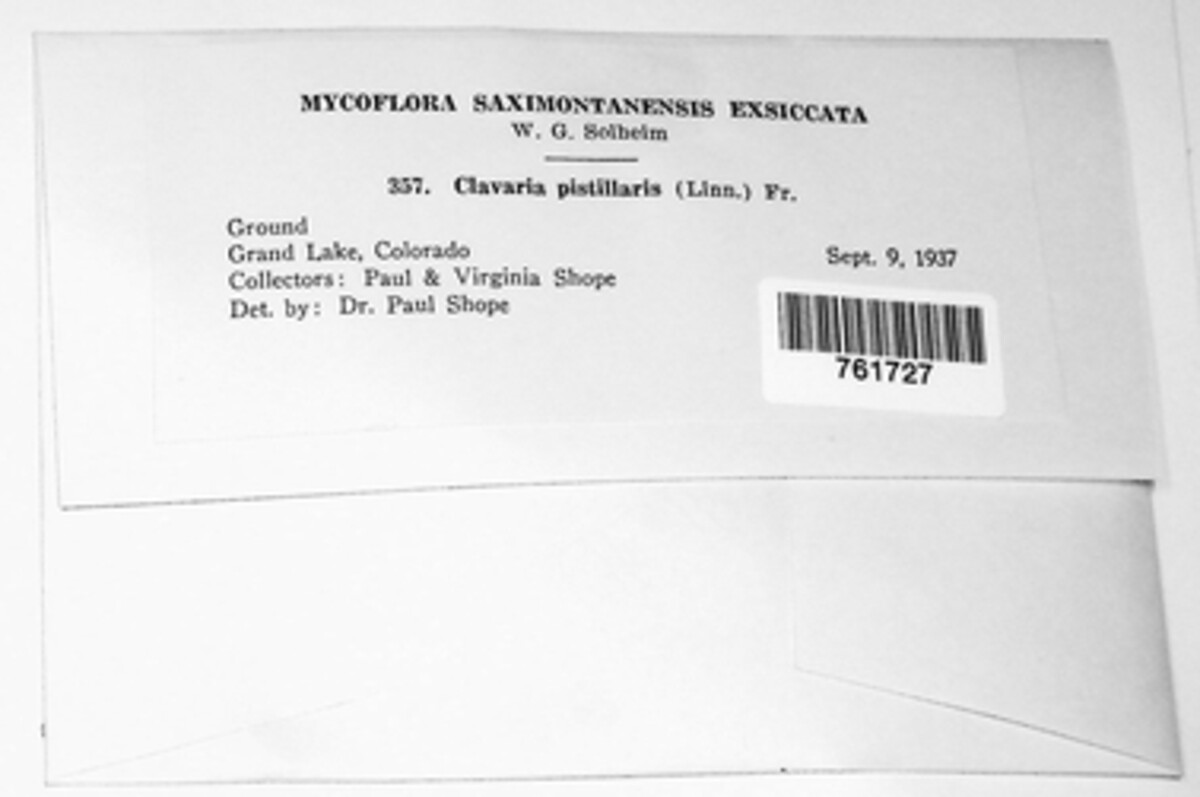 MYCOFLORA SAXIMONTANENSIS EXSICCATA
W. G. Solheim
357. Clavaria pistillaris (Linn.) Fr.
Ground
Grand Lake, Colorado
Sept. 9, 1937
Collectors: Paul & Virginia Shope
Det. by: Dr. Paul Shope
761727